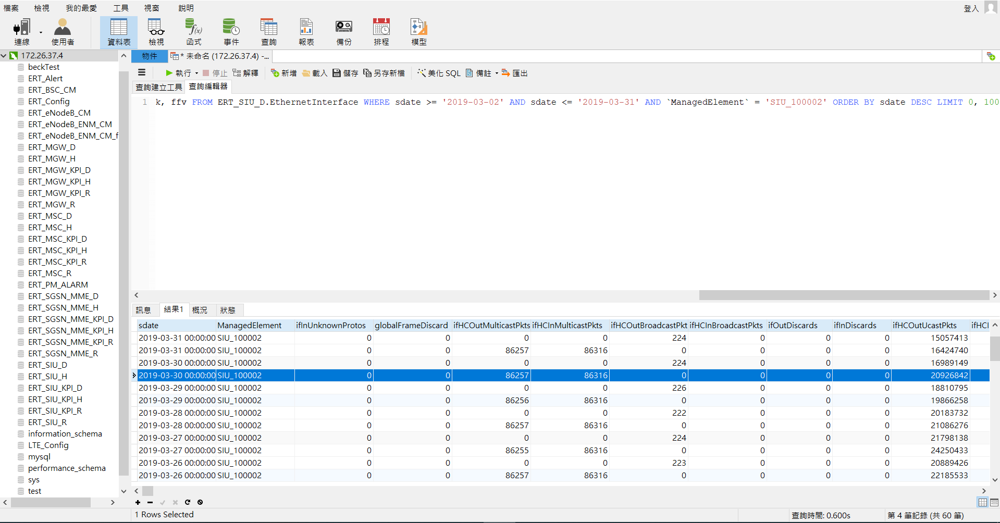 檔案 檢視 我的最愛 工具 視窗 說明 登入
連線 使用者 資料表 檢視 函式 事件 查詢 報表 備份 排程 模型
172.26.37.4
beckTest
ERT_Alert
ERT_BSC_CM
ERT_Config
ERT_eNodeB_CM
ERT_eNodeB_ENM_CM
ERT_eNodeB_ENM_CM_f
ERT_MGW_D
ERT_MGW_H
ERT_MGW_KPI_D
ERT_MGW_KPI_H
ERT_MGW_KPI_R
ERT_MGW_R
ERT_MSC_D
ERT_MSC_H
ERT_MSC_KPI_D
ERT_MSC_KPI_H
ERT_MSC_KPI_R
ERT_MSC_R
ERT_PM_ALARM
ERT_SGSN_MME_D
ERT_SGSN_MME_H
ERT_SGSN_MME_KPI_D
ERT_SGSN_MME_KPI_H
ERT_SGSN_MME_KPI_R
ERT_SGSN_MME_R
ERT_SIU_D
ERT_SIU_H
ERT_SIU_KPI_D
ERT_SIU_KPI_H
ERT_SIU_KPI_R
ERT_SIU_R
information_schema
LTE_Config
mysql
performance_schema
sys
test
物件 * 未命名 (172.26.37.4) -...
執行 停止 解釋 新增 載入 儲存 另存新檔 美化 SQL 備註 匯出
查詢建立工具 查詢編輯器
1 k, ffv FROM ERT_SIU_D.EthernetInterface WHERE sdate >= '2019-03-02' AND sdate <= '2019-03-31' AND `ManagedElement` = 'SIU_100002' ORDER BY sdate DESC LIMIT 0, 100
訊息 結果1 概況 狀態
sdate ManagedElement ifInUnknownProtos globalFrameDiscard ifHCOutMulticastPkts ifHCInMulticastPkts ifHCOutBroadcastPkt ifHCInBroadcastPkts ifOutDiscards ifInDiscards ifHCOutUcastPkts ifHCI
2019-03-31 00:00:00 SIU_100002 0 0 0 0 224 0 0 0 15057413
2019-03-31 00:00:00 SIU_100002 0 0 86257 86316 0 0 0 0 16424740
2019-03-30 00:00:00 SIU_100002 0 0 0 0 224 0 0 0 16989149
2019-03-30 00:00:00 SIU_100002 0 0 86257 86316 0 0 0 0 20926842
2019-03-29 00:00:00 SIU_100002 0 0 0 0 226 0 0 0 18810795
2019-03-29 00:00:00 SIU_100002 0 0 86256 86316 0 0 0 0 19866258
2019-03-28 00:00:00 SIU_100002 0 0 0 0 222 0 0 0 20183732
2019-03-28 00:00:00 SIU_100002 0 0 86257 86316 0 0 0 0 21086276
2019-03-27 00:00:00 SIU_100002 0 0 0 0 224 0 0 0 21798138
2019-03-27 00:00:00 SIU_100002 0 0 86255 86316 0 0 0 0 24250433
2019-03-26 00:00:00 SIU_100002 0 0 0 0 223 0 0 0 20889426
2019-03-26 00:00:00 SIU_100002 0 0 86257 86316 0 0 0 0 22185533
1 Rows Selected 查詢時間: 0.600s 第 4 筆記錄 (共 60 筆)